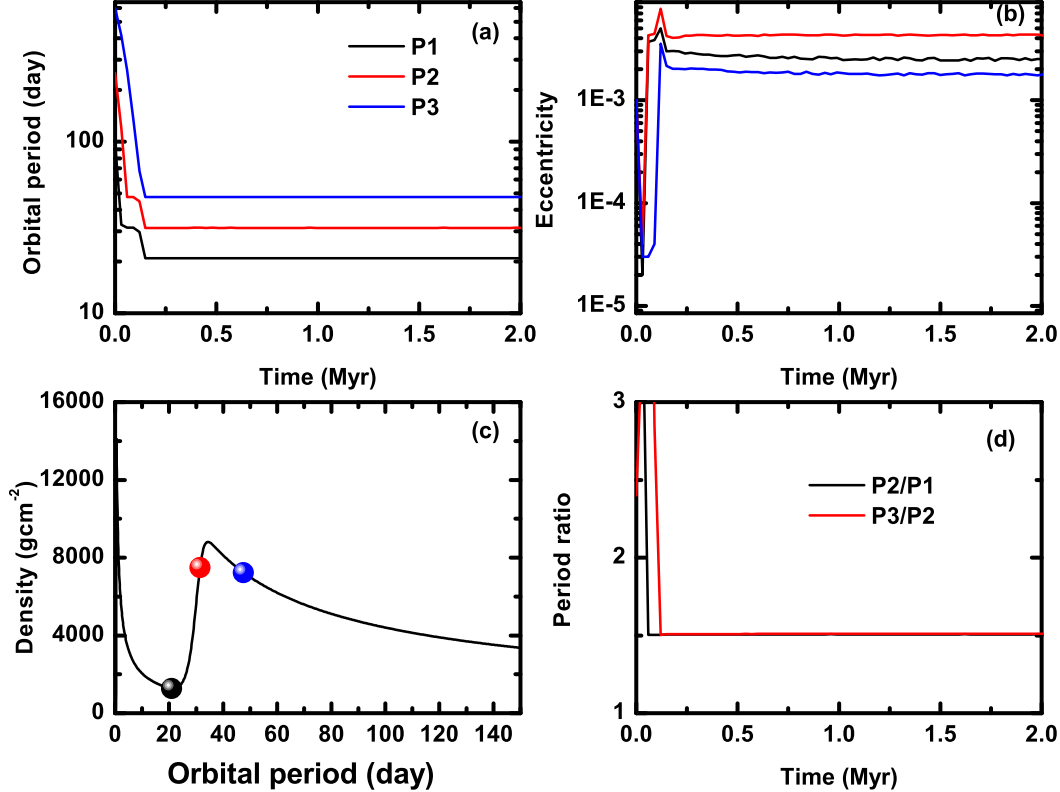 (a)
P1
P2
P3
100
10
Orbital period (day)
0.0 0.5 1.0 1.5 2.0
Time (Myr)
(b)
1E-3
1E-4
1E-5
Eccentricity
0.0 0.5 1.0 1.5 2.0
Time (Myr)
(c)
16000
12000
8000
4000
0
Density (gcm-2)
0 20 40 60 80 100 120 140
Orbital period (day)
(d)
P2/P1
P3/P2
3
2
1
Period ratio
0.0 0.5 1.0 1.5 2.0
Time (Myr)